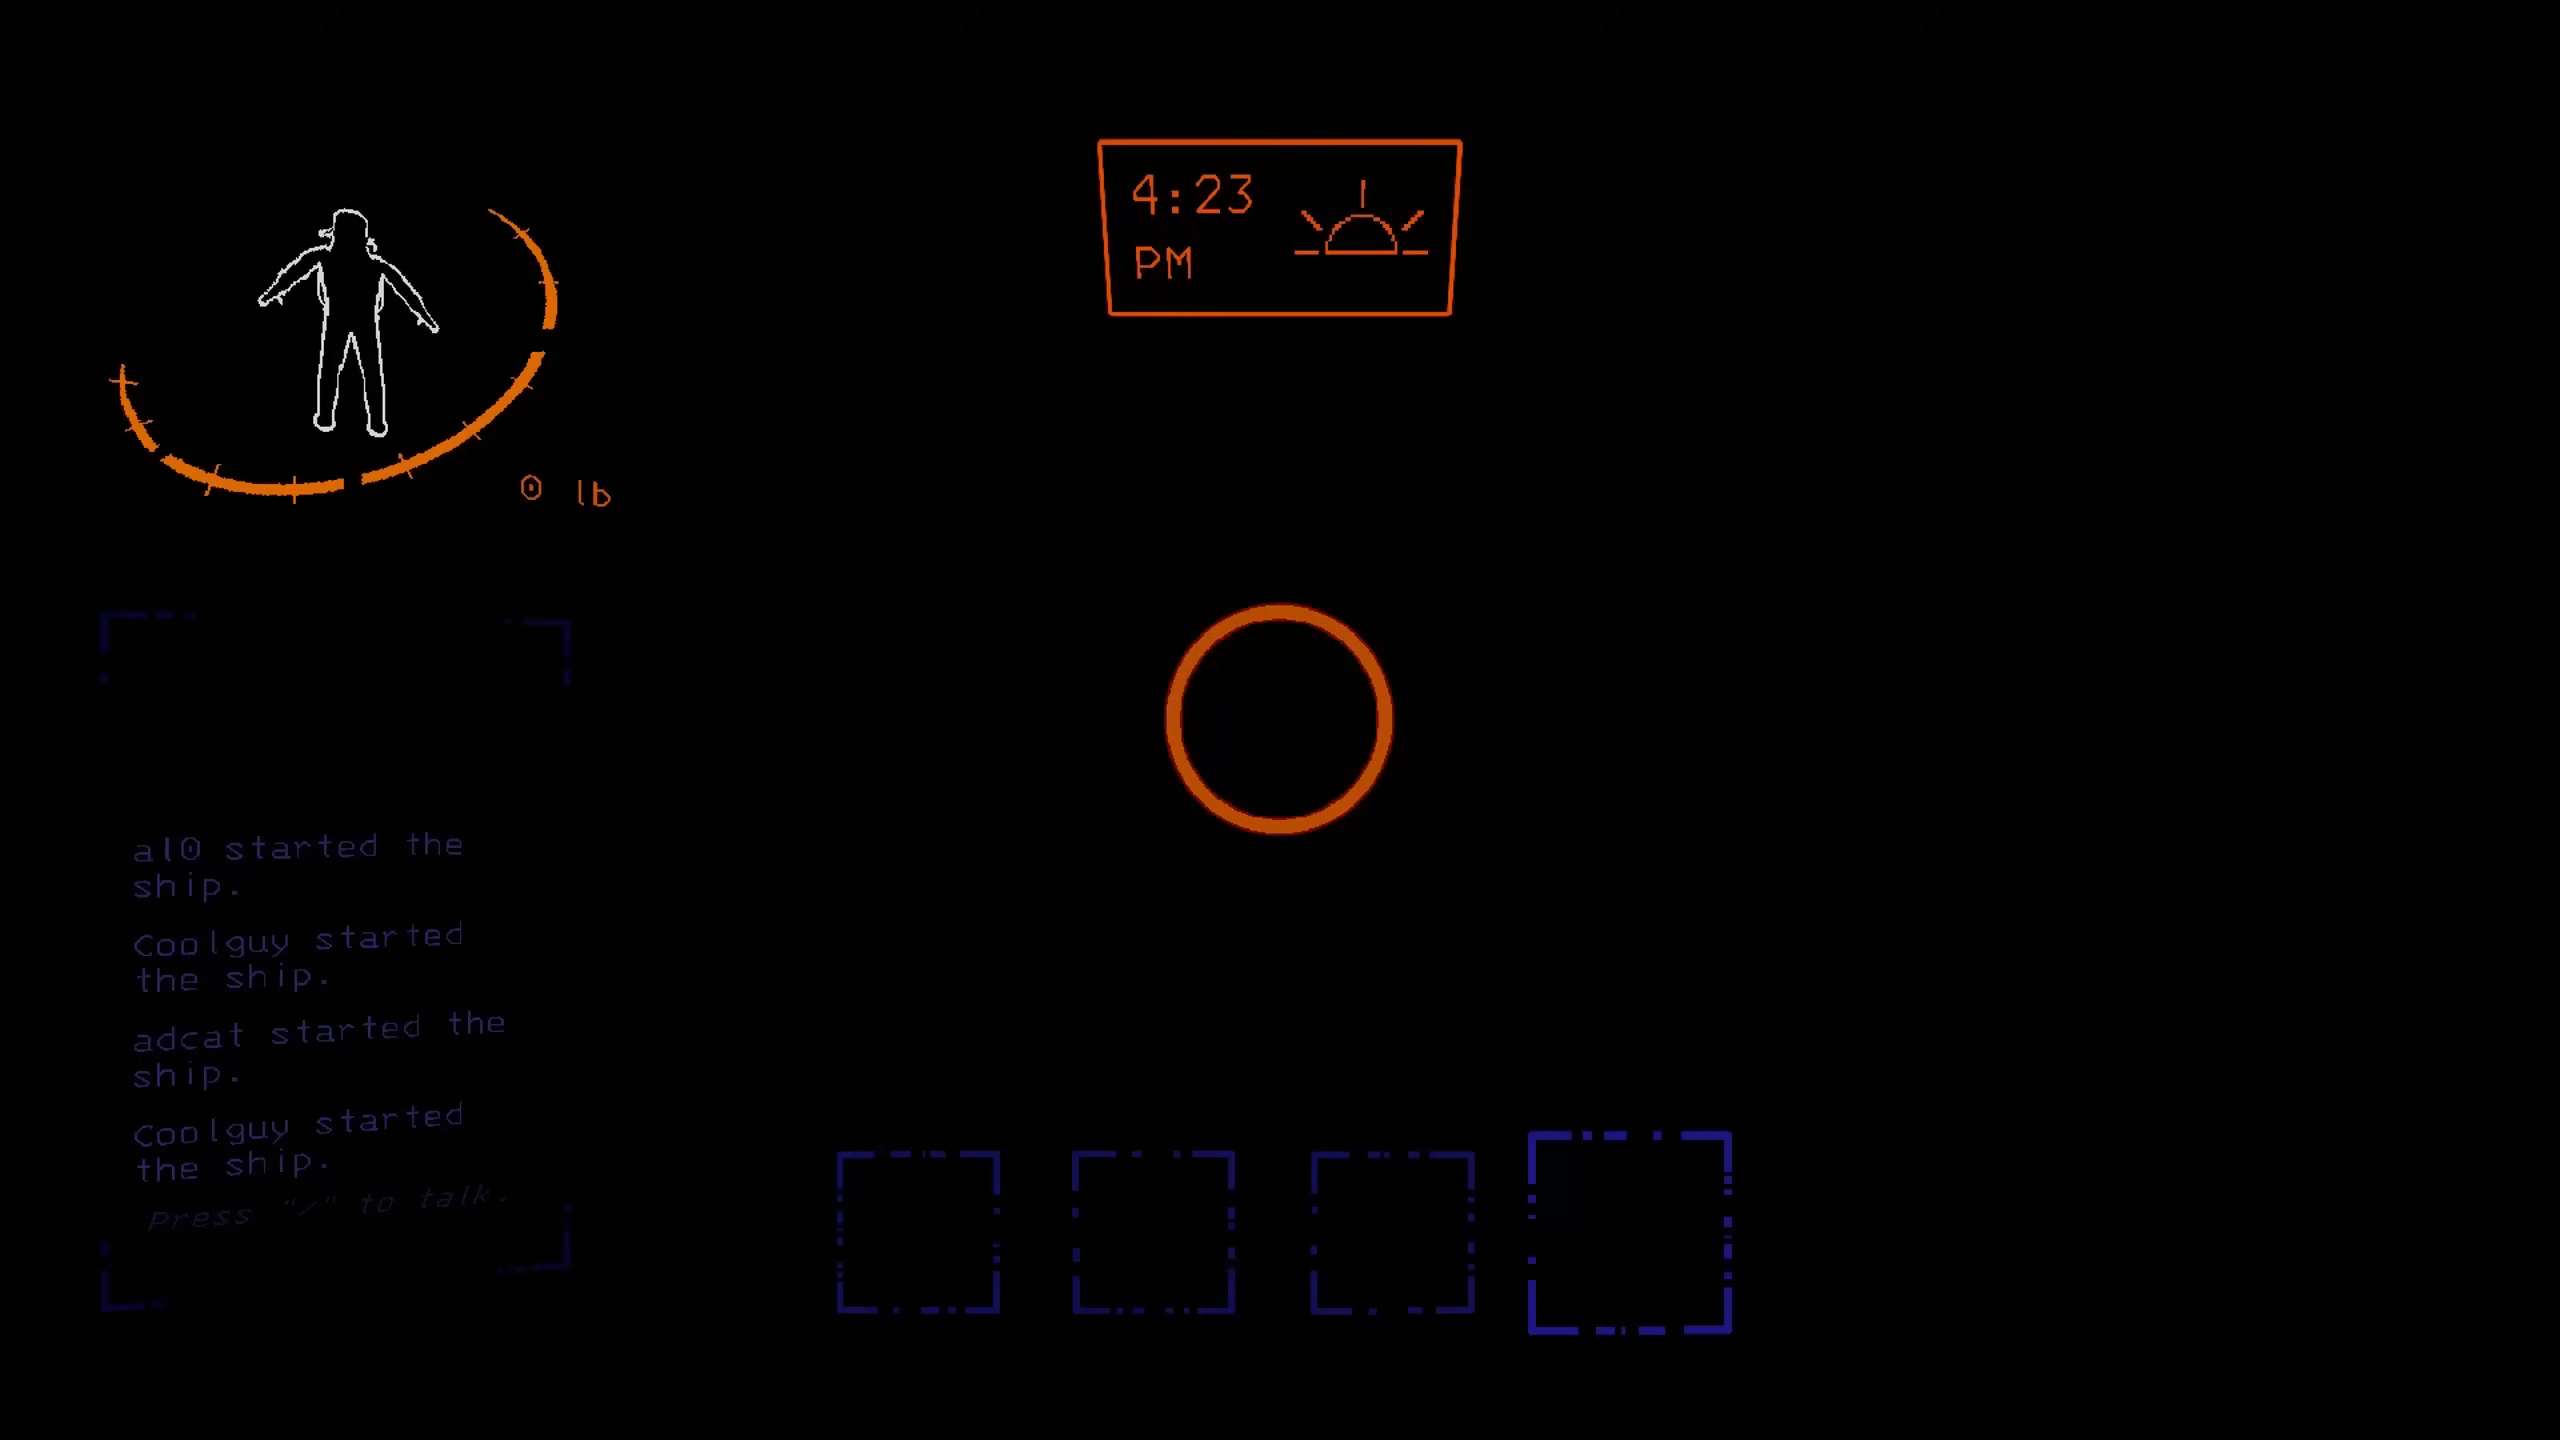 4:23
PM
0 lb
al0 started the
ship.
Coolguy started
the ship.
adcat started the
ship.
Coolguy started
the ship.
Press "/" to talk.